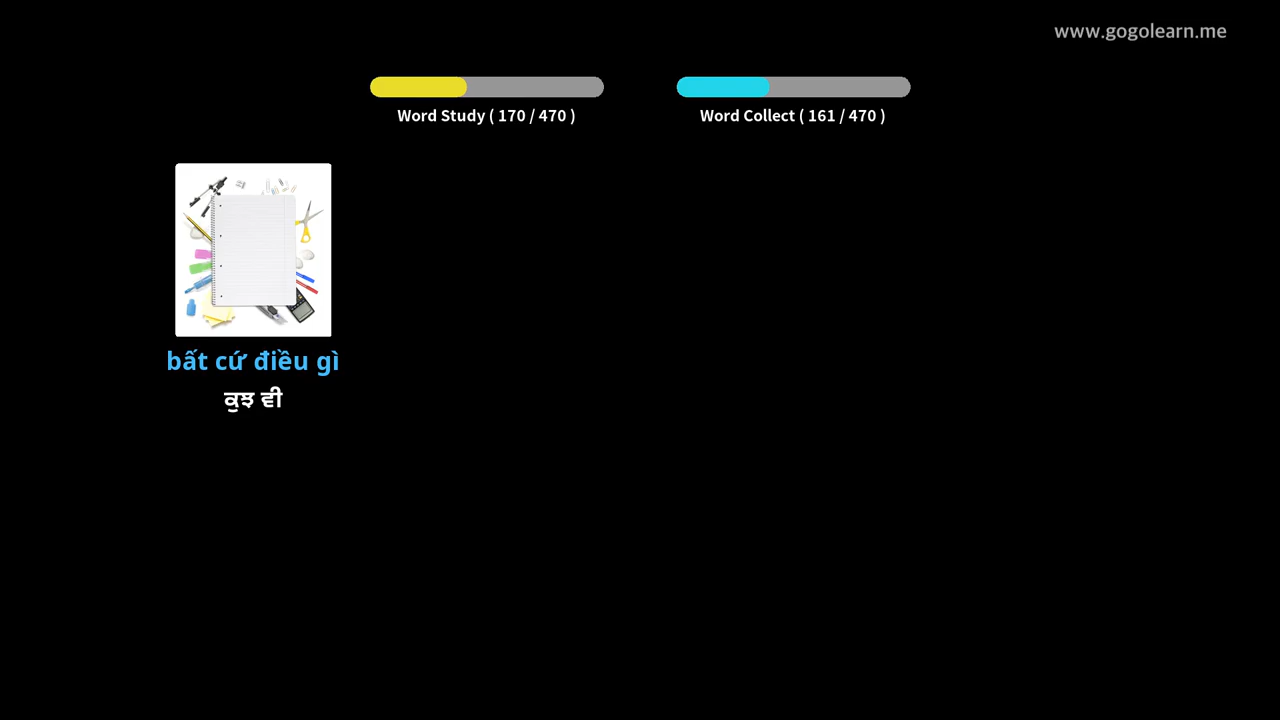 www.gogolearn.me
Word Study ( 170 / 470 )
Word Collect ( 161 / 470 )
bất cứ điều gì
ਕੁਝ ਵੀ